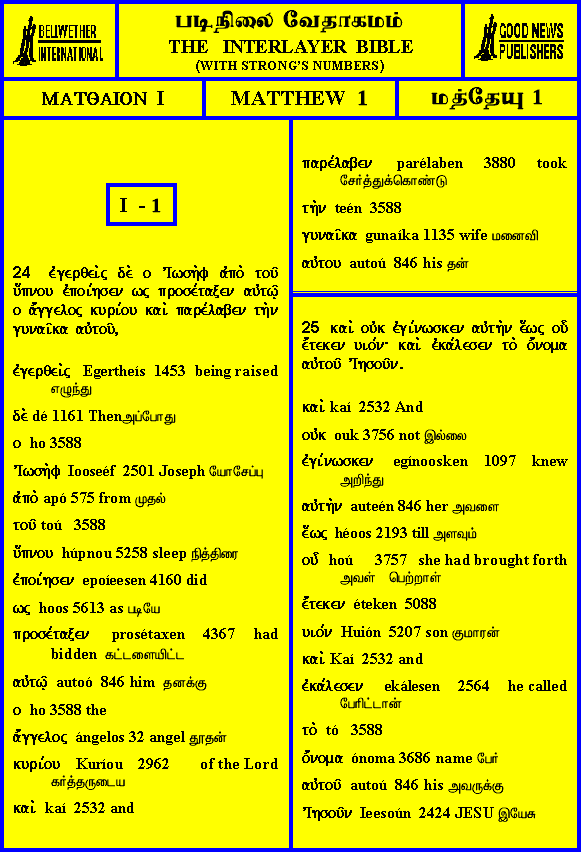 BELLWETHER
INTERNATIONAL
படிநிலை வேதாகமம்
THE INTERLAYER BIBLE
(WITH STRONG'S NUMBERS)
GOOD NEWS
PUBLISHERS
ΜΑΤΘΑΙΟΝ Ι
MATTHEW 1
மத்தேயு 1
I - 1
24 ἐγερθεὶς δὲ ο Ἰωσὴφ ἀπὸ τοῦ
ὕπνου ἐποίησεν ως προσέταξεν αὐτῷ
ο ἄγγελος κυρίου καὶ παρέλαβεν τὴν
γυναῖκα αὐτοῦ,
ἐγερθεὶς Egertheís 1453 being raised
எழுந்து
δὲ dé 1161 Thenஅப்போது
ο ho 3588
Ἰωσὴφ Iooseéf 2501 Joseph யோசேப்பு
ἀπὸ apó 575 from முதல்
τοῦ toú 3588
ὕπνου húpnou 5258 sleep நித்திரை
ἐποίησεν epoíeesen 4160 did
ως hoos 5613 as படியே
προσέταξεν prosétaxen 4367 had
bidden கட்டளையிட்ட
αὐτῷ autoó 846 him தனக்கு
ο ho 3588 the
ἄγγελος ángelos 32 angel தூதன்
κυρίου Kuríou 2962 of the Lord
கர்த்தருடைய
καὶ kaí 2532 and
παρέλαβεν parélaben 3880 took
சேர்த்துக்கொண்டு
τὴν teén 3588
γυναῖκα gunaíka 1135 wife மனைவி
αὐτου autoú 846 his தன்
25 καὶ οὐκ ἐγίνωσκεν αὐτὴν ἕως οὗ
ἔτεκεν υιόν· καὶ ἐκάλεσεν τὸ ὄνομα
αὐτοῦ Ἰησοῦν.
καὶ kaí 2532 And
οὐκ ouk 3756 not இல்லை
ἐγίνωσκεν egínoosken 1097 knew
அறிந்து
αὐτὴν auteén 846 her அவளை
ἕως héoos 2193 till அளவும்
οὗ hoú 3757 she had brought forth
அவள் பெற்றாள்
ἔτεκεν éteken 5088
υιόν Huión 5207 son குமாரன்
καὶ Kaí 2532 and
ἐκάλεσεν ekálesen 2564 he called
பேரிட்டான்
τὸ tó 3588
ὄνομα ónoma 3686 name பேர்
αὐτοῦ autoú 846 his அவருக்கு
Ἰησοῦν Ieesoún 2424 JESU இயேசு